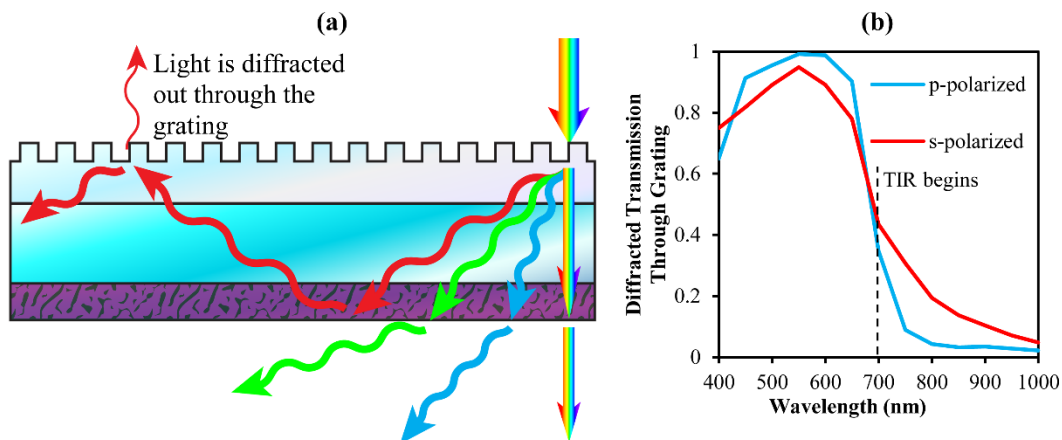 (a)
Light is diffracted
out through the
grating
(b)
Diffracted Transmission
Through Grating
1
0.8
0.6
0.4
0.2
0
p-polarized
s-polarized
TIR begins
400 500 600 700 800 900 1000
Wavelength (nm)